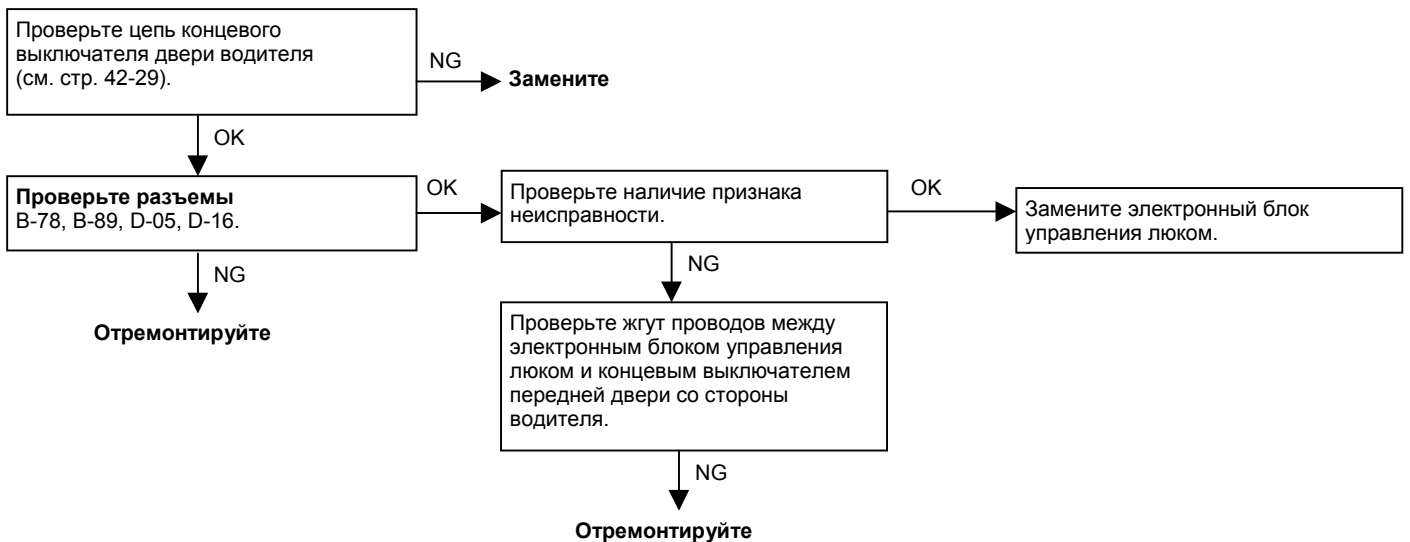 Проверьте цепь концевого
выключателя двери водителя
(см. стр. 42-29).
NG
Замените
OK
Проверьте разъемы
B-78, B-89, D-05, D-16.
OK
Проверьте наличие признака
неисправности.
OK
Замените электронный блок
управления люком.
NG
Отремонтируйте
NG
Проверьте жгут проводов между
электронным блоком управления
люком и концевым выключателем
передней двери со стороны
водителя.
NG
Отремонтируйте